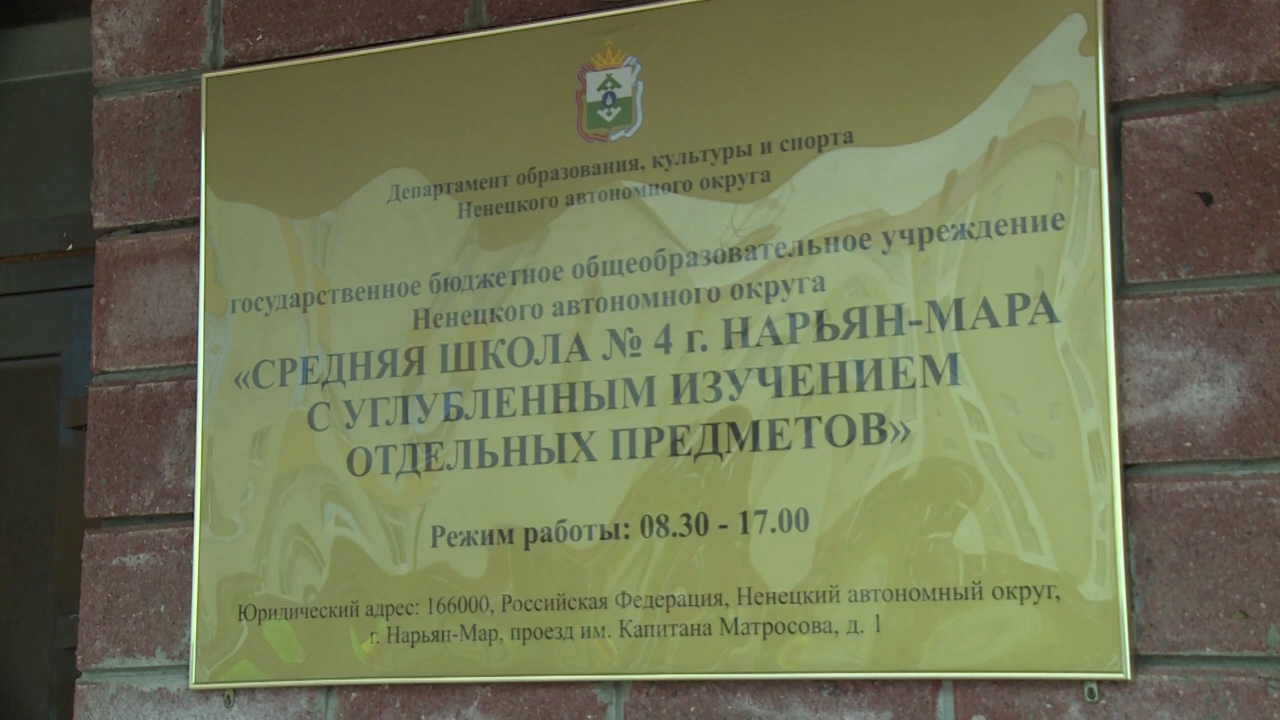 Департамент образования, культуры и спорта
Ненецкого автономного округа
государственное бюджетное общеобразовательное учреждение
Ненецкого автономного округа
«СРЕДНЯЯ ШКОЛА № 4 г. НАРЬЯН-МАРА
С УГЛУБЛЕННЫМ ИЗУЧЕНИЕМ
ОТДЕЛЬНЫХ ПРЕДМЕТОВ»
Режим работы: 08.30 - 17.00
Юридический адрес: 166000, Российская Федерация, Ненецкий автономный округ,
г. Нарьян-Мар, проезд им. Капитана Матросова, д. 1